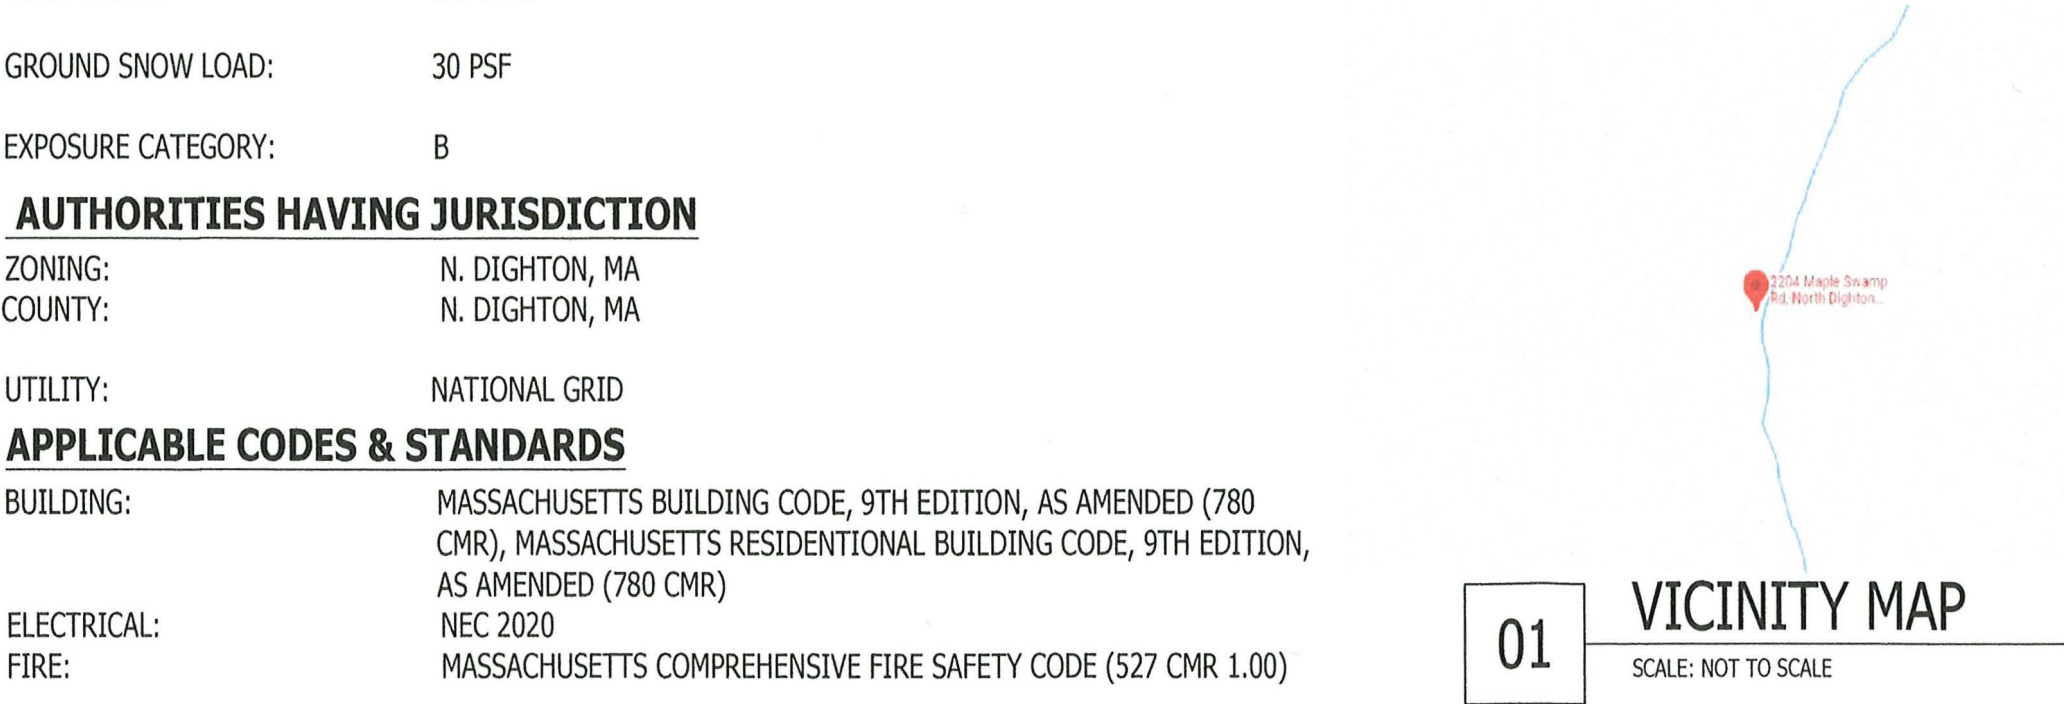 GROUND SNOW LOAD: 30 PSF
EXPOSURE CATEGORY: B
AUTHORITIES HAVING JURISDICTION
ZONING: N. DIGHTON, MA
COUNTY: N. DIGHTON, MA
UTILITY: NATIONAL GRID
APPLICABLE CODES & STANDARDS
BUILDING: MASSACHUSETTS BUILDING CODE, 9TH EDITION, AS AMENDED (780
CMR), MASSACHUSETTS RESIDENTIONAL BUILDING CODE, 9TH EDITION,
AS AMENDED (780 CMR)
ELECTRICAL: NEC 2020
FIRE: MASSACHUSETTS COMPREHENSIVE FIRE SAFETY CODE (527 CMR 1.00)
2204 Maple Swamp
Rd, North Dighton...
01
VICINITY MAP
SCALE: NOT TO SCALE